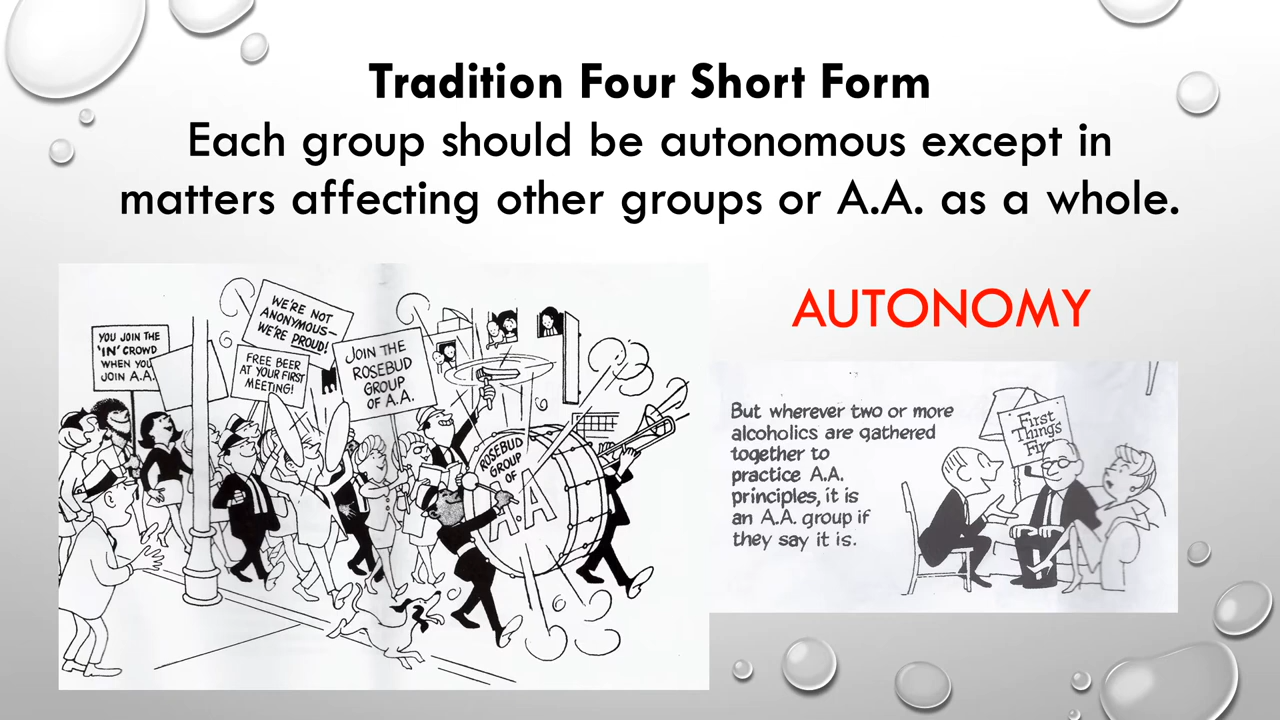 Tradition Four Short Form
Each group should be autonomous except in
matters affecting other groups or A.A. as a whole.
AUTONOMY
YOU JOIN THE
'IN' CROWD
WHEN YOU
JOIN A.A.
WE'RE NOT
ANONYMOUS—
WE'RE PROUD!
FREE BEER
AT YOUR FIRST
MEETING!
JOIN THE
ROSEBUD
GROUP
OF A.A.
ROSEBUD
GROUP
OF
A.A
But wherever two or more
alcoholics are gathered
together to
practice A.A.
principles, it is
an A.A. group if
they say it is.
First
Things
Fir